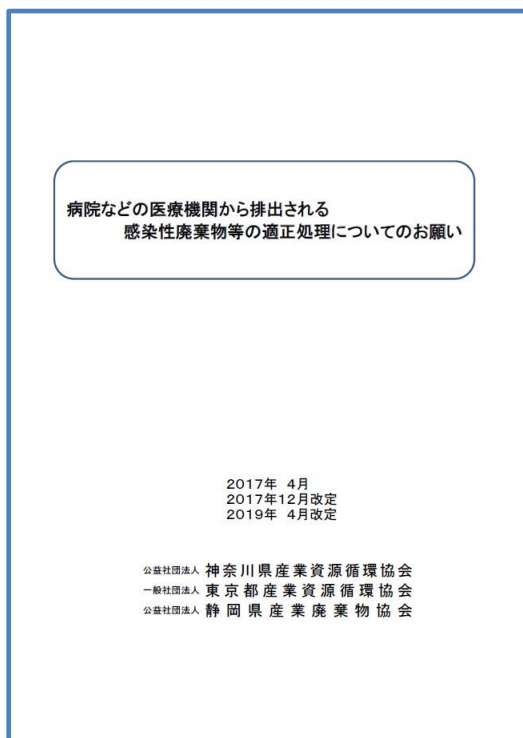 病院などの医療機関から排出される
感染性廃棄物等の適正処理についてのお願い
2017年 4月
2017年12月改定
2019年 4月改定
公益社団法人 神奈川県産業資源循環協会
一般社団法人 東京都産業資源循環協会
公益社団法人 静岡県産業廃棄物協会